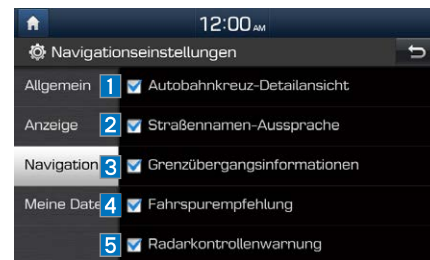 12:00 AM
Navigationseinstellungen
Allgemein 1 Autobahnkreuz-Detailansicht
Anzeige 2 Straßennamen-Aussprache
Navigation 3 Grenzübergangsinformationen
Meine Date 4 Fahrspurempfehlung
5 Radarkontrollenwarnung